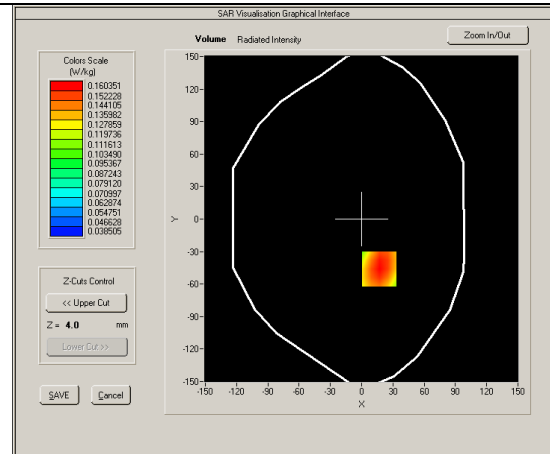 SAR Visualisation Graphical Interface
Volume Radiated Intensity
Zoom In/Out
Colors Scale
(W/kg)
0.160351
0.152228
0.144105
0.135982
0.127859
0.119736
0.111613
0.103490
0.095367
0.087243
0.079120
0.070997
0.062874
0.054751
0.046628
0.038505
Z-Cuts Control
<< Upper Cut
Z = 4.0 mm
Lower Cut >>
SAVE Cancel
150
120
90
60
30
Y 0
-30
-60
-90
-120
-150
-150 -120 -90 -60 -30 0 30 60 90 120 150
X